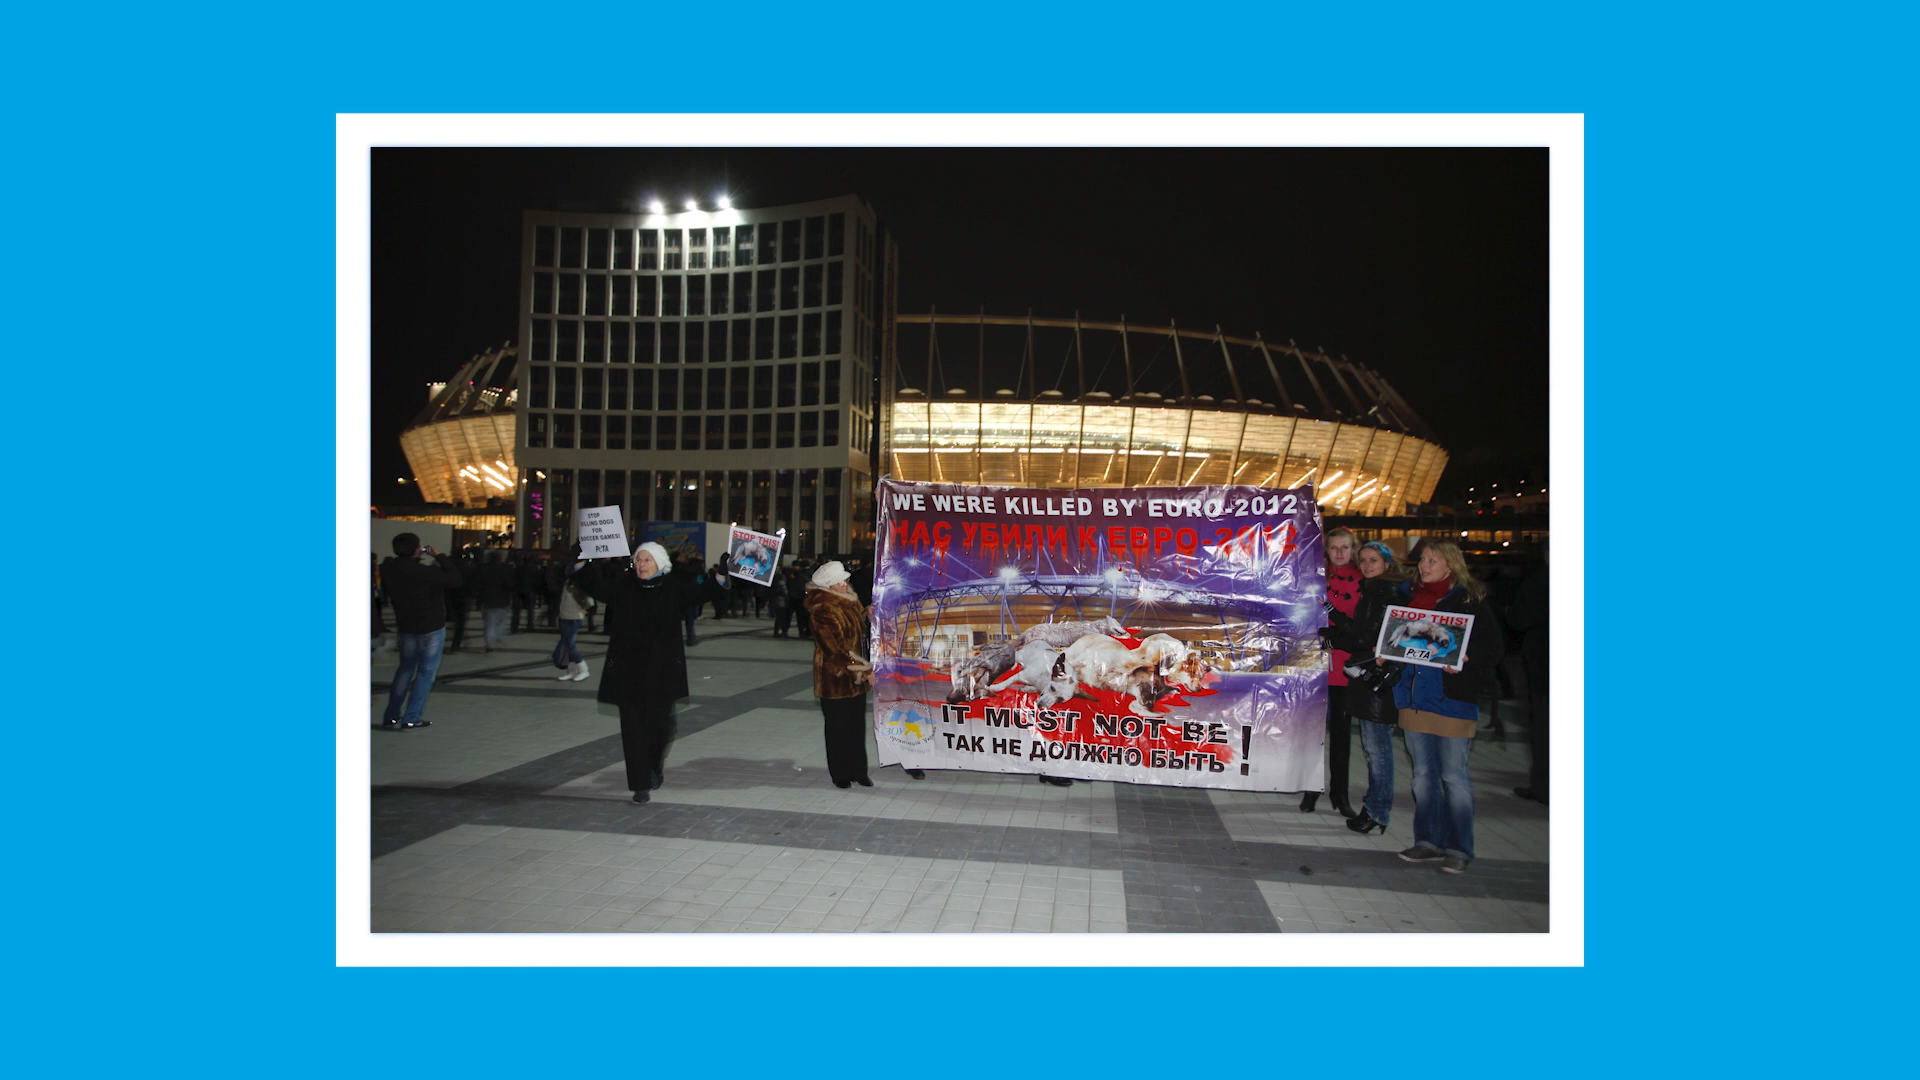 STOP
KILLING DOGS
FOR
SOCCER GAMES!
PETA
STOP THIS!
PETA
WE WERE KILLED BY EURO-2012
НАС УБИЛИ К ЕВРО-2012
IT MUST NOT BE !
ТАК НЕ ДОЛЖНО БЫТЬ
STOP THIS!
PETA